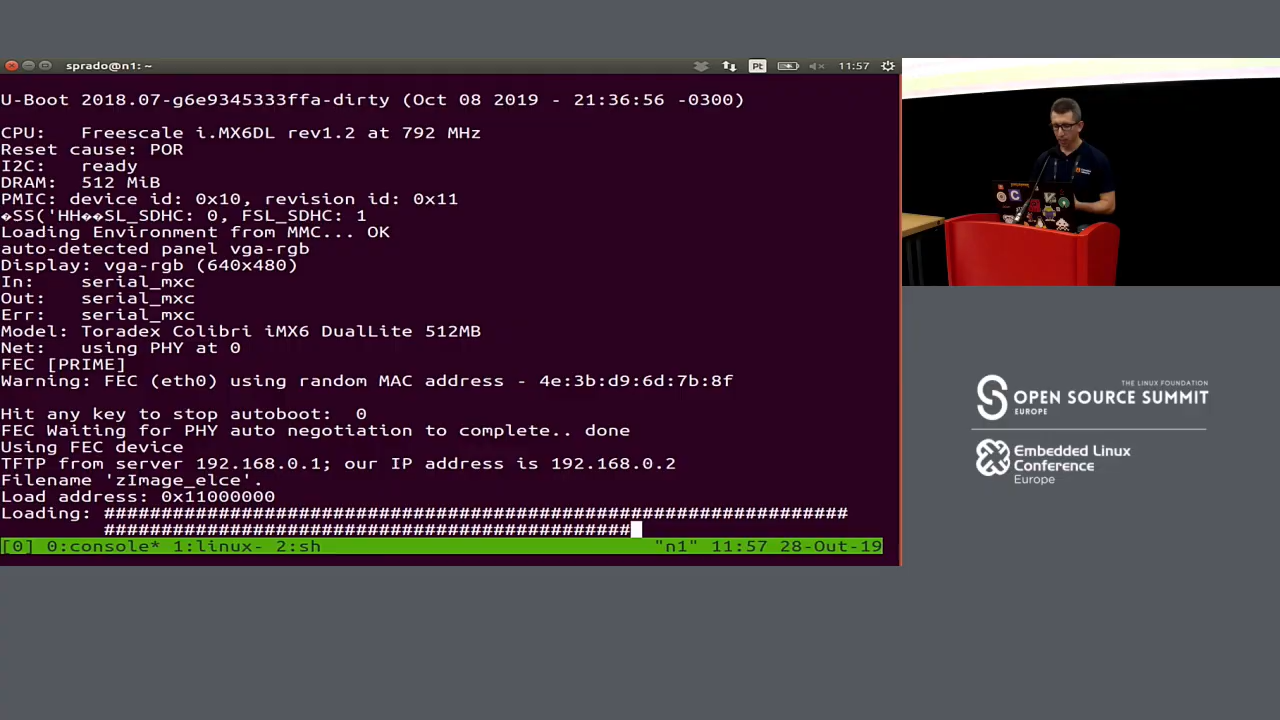 sprado@n1: ~
Pt
11:57
U-Boot 2018.07-g6e9345333ffa-dirty (Oct 08 2019 - 21:36:56 -0300)
CPU: Freescale i.MX6DL rev1.2 at 792 MHz
Reset cause: POR
I2C: ready
DRAM: 512 MiB
PMIC: device id: 0x10, revision id: 0x11
�SS('HH��SL_SDHC: 0, FSL_SDHC: 1
Loading Environment from MMC... OK
auto-detected panel vga-rgb
Display: vga-rgb (640x480)
In: serial_mxc
Out: serial_mxc
Err: serial_mxc
Model: Toradex Colibri iMX6 DualLite 512MB
Net: using PHY at 0
FEC [PRIME]
Warning: FEC (eth0) using random MAC address - 4e:3b:d9:6d:7b:8f
Hit any key to stop autoboot: 0
FEC Waiting for PHY auto negotiation to complete.. done
Using FEC device
TFTP from server 192.168.0.1; our IP address is 192.168.0.2
Filename 'zImage_elce'.
Load address: 0x11000000
Loading: #################################################################
##############################################
[0] 0:console* 1:linux- 2:sh "n1" 11:57 28-Oct-19
THE LINUX FOUNDATION
OPEN SOURCE SUMMIT
EUROPE
Embedded Linux
Conference
Europe